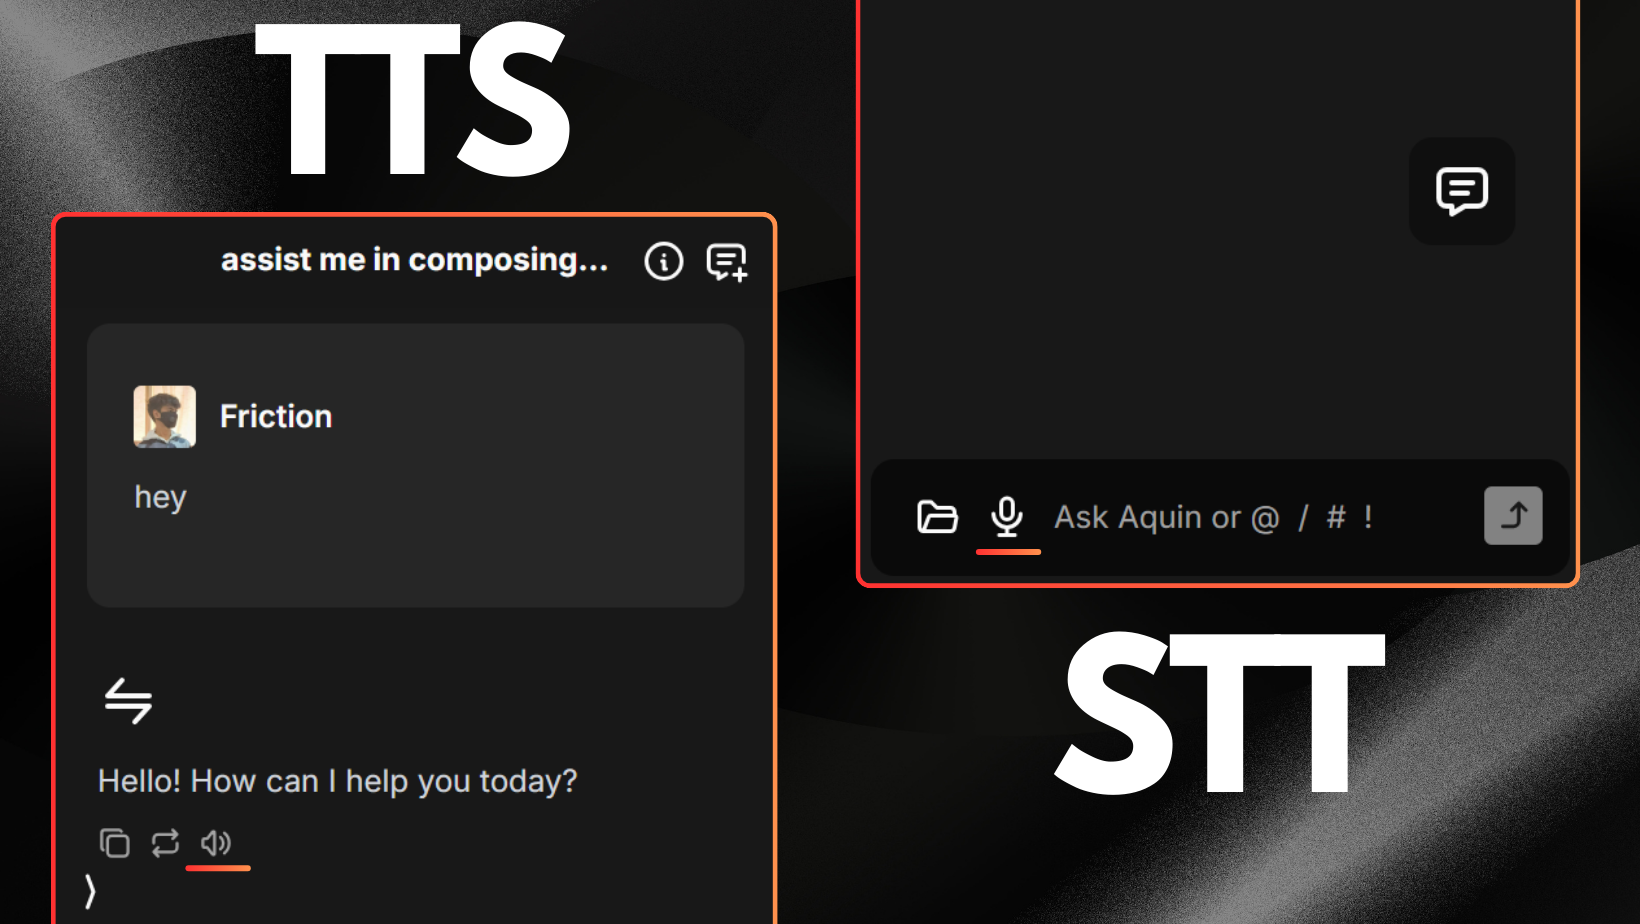 TTS
assist me in composing...
Friction
hey
Hello! How can I help you today?
Ask Aquin or @ / # !
STT